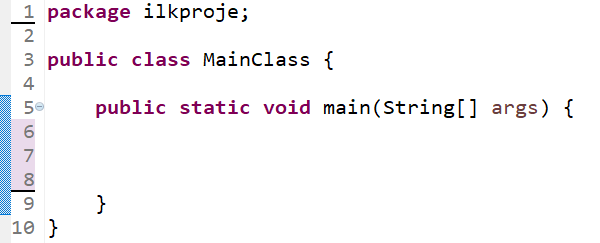 1 package ilkproje;
2
3 public class MainClass {
4
5 public static void main(String[] args) {
6
7
8
9 }
10 }